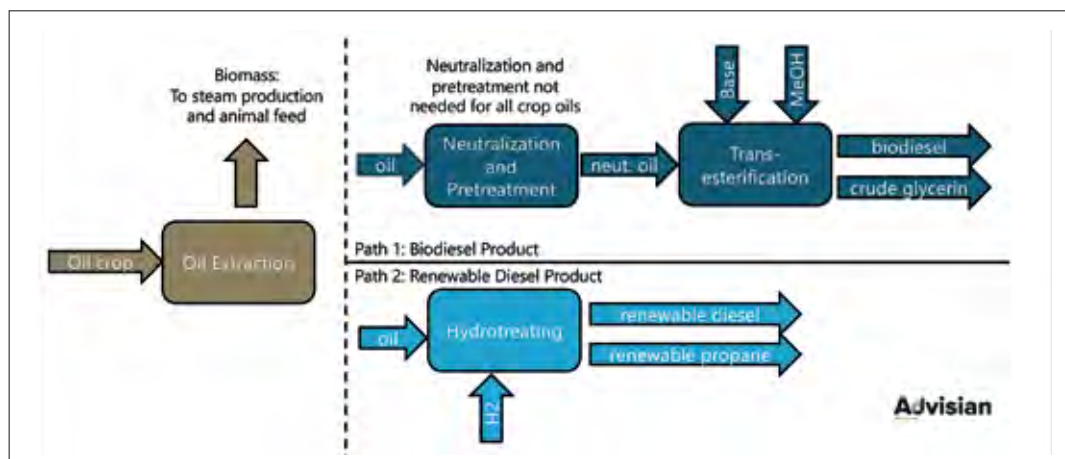 Biomass:
To steam production
and animal feed
Oil crop
Oil Extraction
Neutralization and
pretreatment not
needed for all crop oils
oil
Neutralization
and
Pretreatment
neut. oil
Base
MeOH
Trans-
esterification
biodiesel
crude glycerin
Path 1: Biodiesel Product
Path 2: Renewable Diesel Product
oil
Hydrotreating
H2
renewable diesel
renewable propane
Advisian